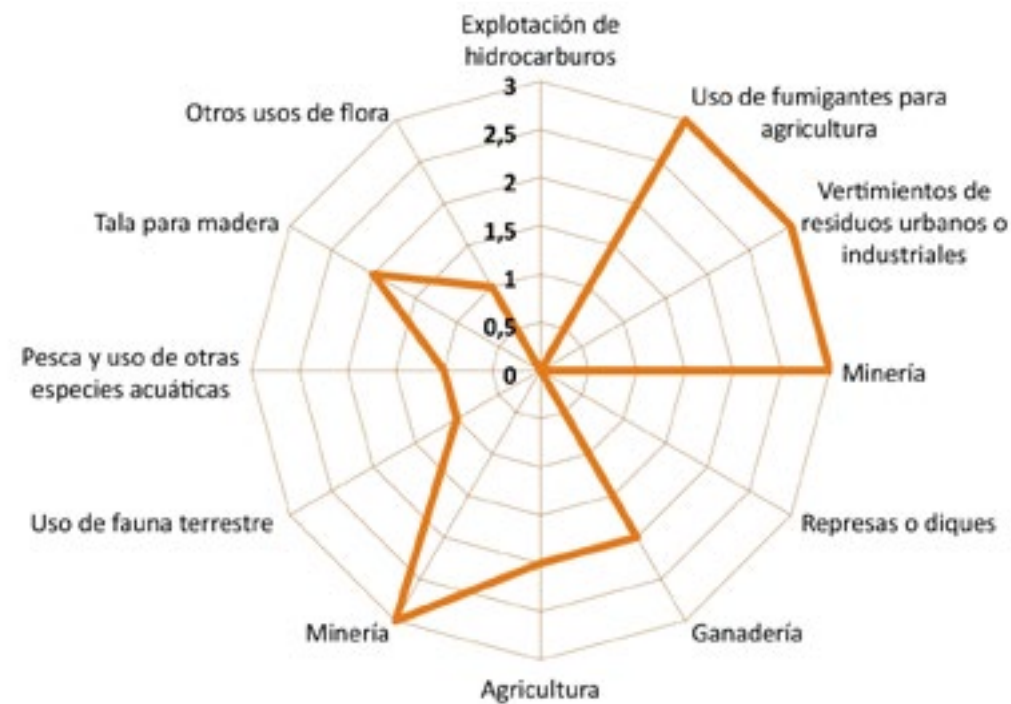 Explotación de
hidrocarburos
Uso de fumigantes para
agricultura
Vertimientos de
residuos urbanos o
industriales
Minería
Represas o diques
Ganadería
Agricultura
Minería
Uso de fauna terrestre
Pesca y uso de otras
especies acuáticas
Tala para madera
Otros usos de flora
3
2,5
2
1,5
1
0,5
0